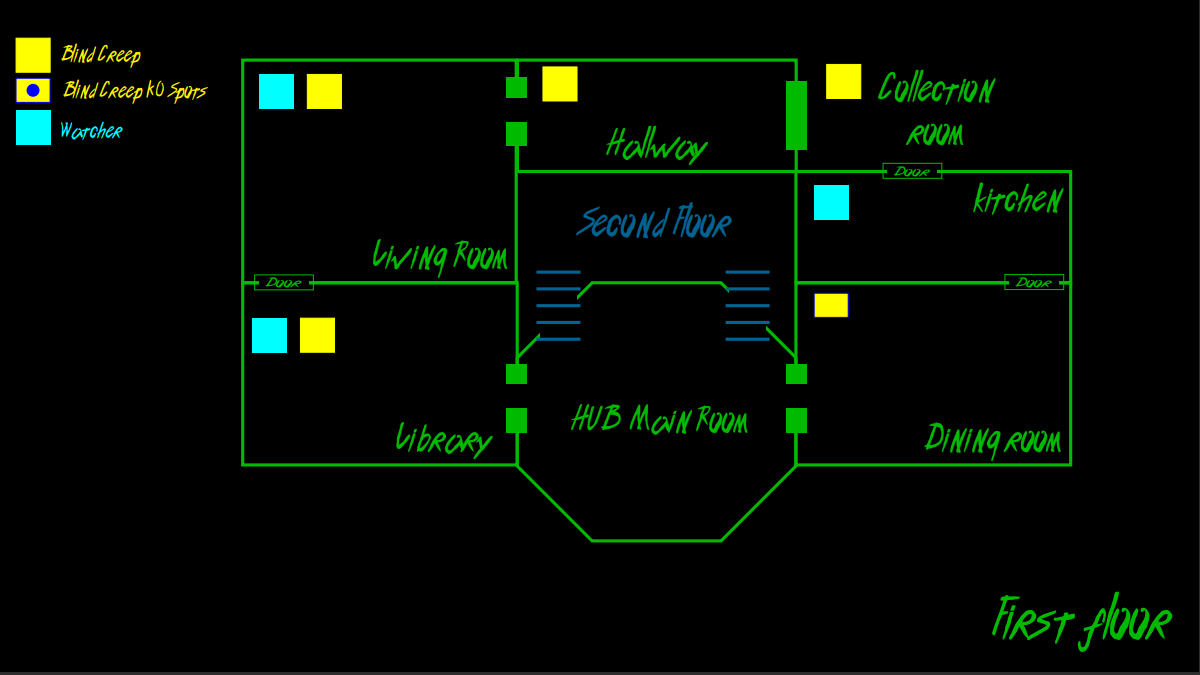 Blind Creep
Blind Creep KO Spots
Watcher
Collection
room
Hallway
Door
kitchen
Second Floor
Living Room
Door
Door
HUB Main Room
Library
Dining room
First floor